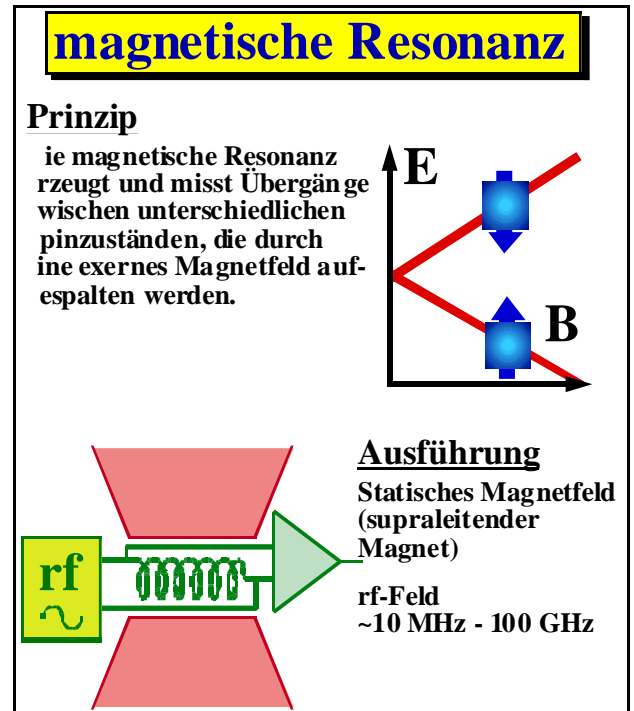 magnetische Resonanz
Prinzip
ie magnetische Resonanz
rzeugt und misst Übergänge
wischen unterschiedlichen
pinzuständen, die durch
ine exernes Magnetfeld auf-
espalten werden.
E
B
Ausführung
Statisches Magnetfeld
(supraleitender
Magnet)
rf-Feld
~10 MHz - 100 GHz
rf